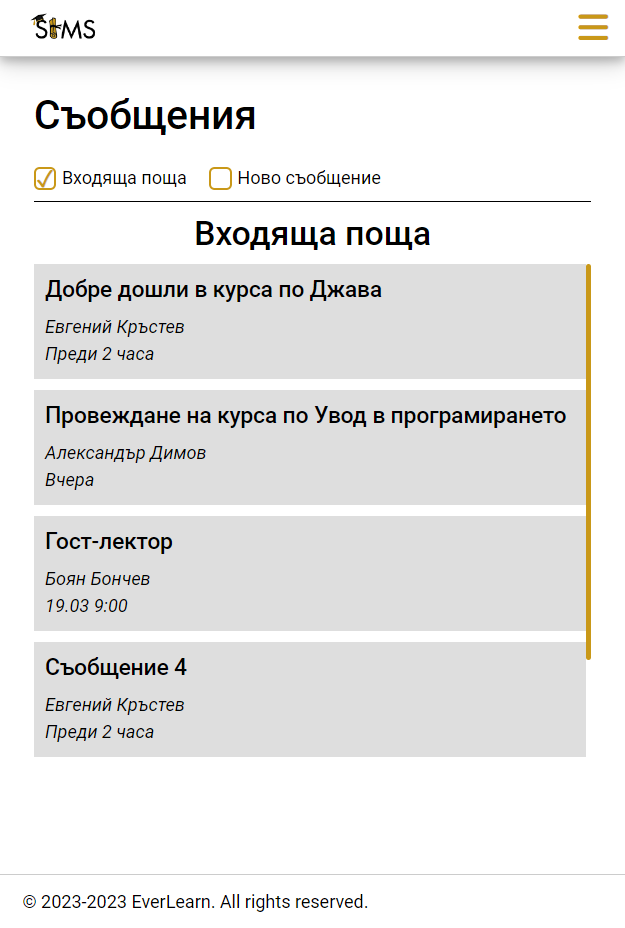 SIMS
Съобщения
Входяща поща
Ново съобщение
Входяща поща
Добре дошли в курса по Джава
Евгений Кръстев
Преди 2 часа
Провеждане на курса по Увод в програмирането
Александър Димов
Вчера
Гост-лектор
Боян Бончев
19.03 9:00
Съобщение 4
Евгений Кръстев
Преди 2 часа
© 2023-2023 EverLearn. All rights reserved.